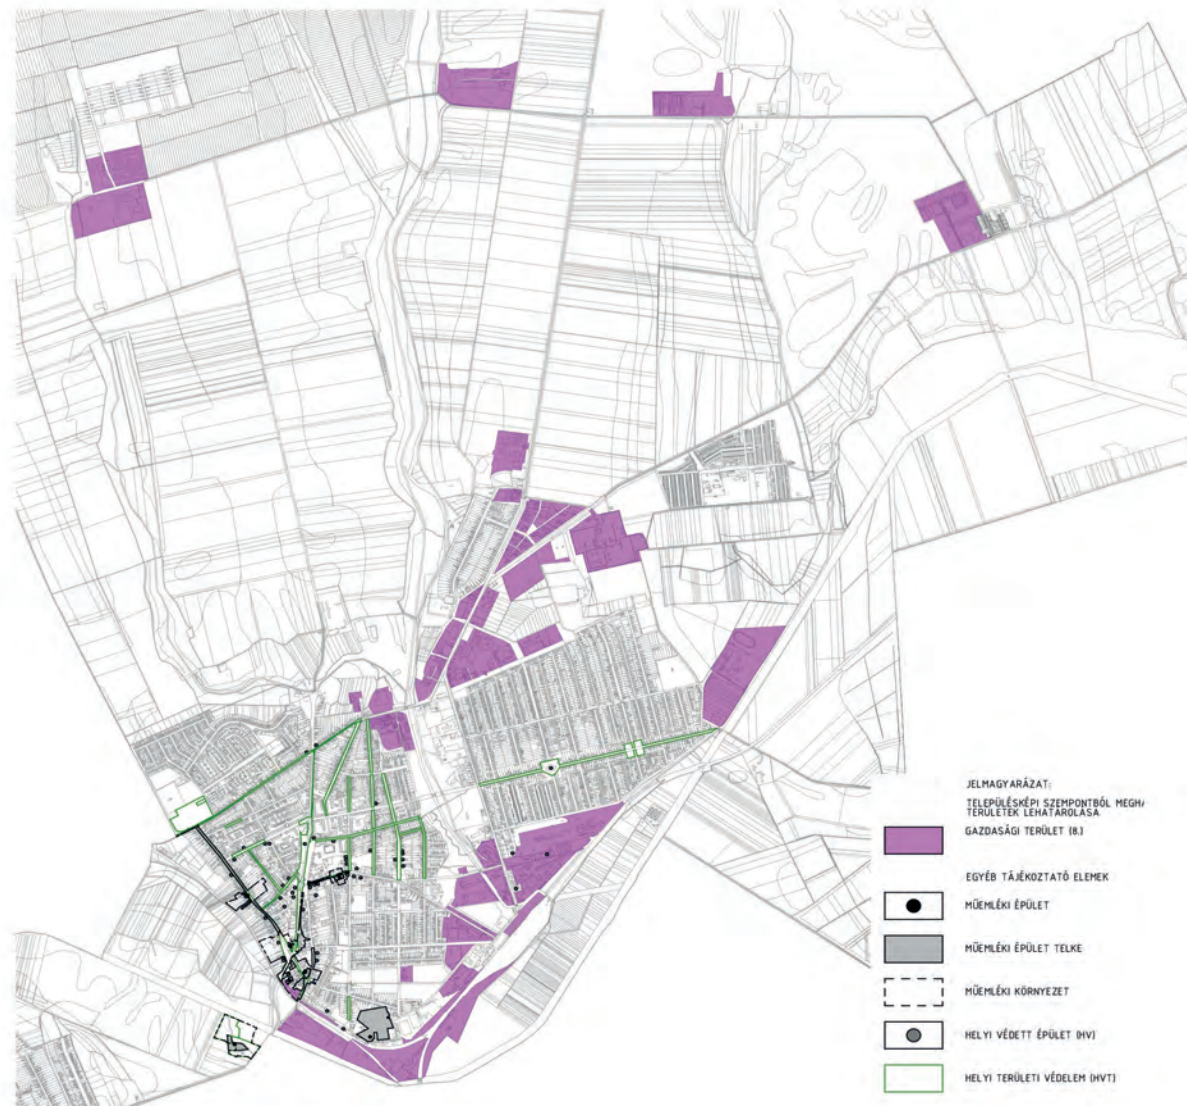 JELMAGYARÁZAT:
TELEPÜLÉSKÉPI SZEMPONTBÓL MEGHA
TERÜLETEK LEHATÁROLÁSA
GAZDASÁGI TERÜLET (8.)
EGYÉB TÁJÉKOZTATÓ ELEMEK
MŰEMLÉKI ÉPÜLET
MŰEMLÉKI ÉPÜLET TELKE
MŰEMLÉKI KÖRNYEZET
HELYI VÉDETT ÉPÜLET (HV)
HELYI TERÜLETI VÉDELEM (HVT)